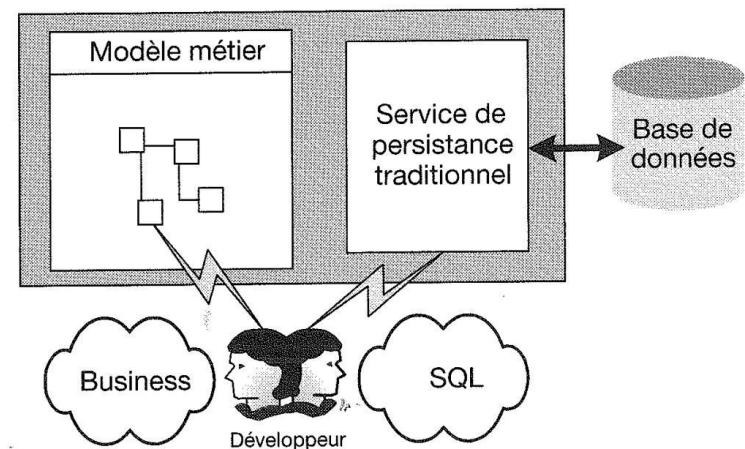 Modèle métier
Service de
persistance
traditionnel
Base de
données
Business
SQL
Développeur